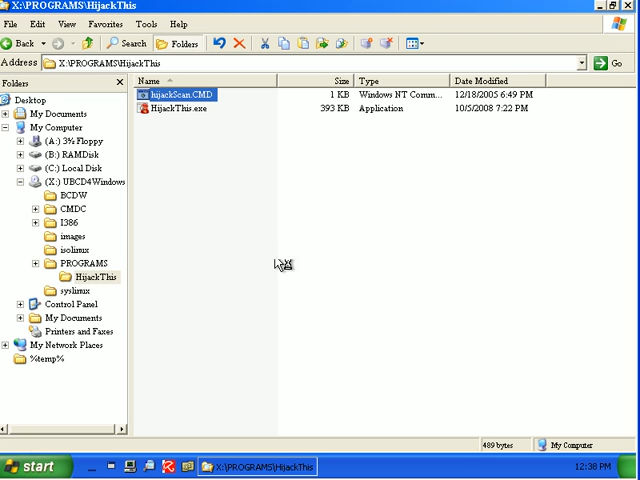 X:\PROGRAMS\HijackThis
File Edit View Favorites Tools Help
Back Search Folders
Address X:\PROGRAMS\HijackThis Go
Folders
Name Size Type Date Modified
hijackScan.CMD 1 KB Windows NT Comm... 12/18/2005 6:49 PM
HijackThis.exe 393 KB Application 10/5/2008 7:22 PM
Desktop
My Documents
My Computer
(A:) 3½ Floppy
(B:) RAMDisk
(C:) Local Disk
(X:) UBCD4Windows
BCDW
CMDC
I386
images
isolinux
PROGRAMS
HijackThis
syslinux
Control Panel
My Documents
Printers and Faxes
My Network Places
%temp%
489 bytes My Computer
start X:\PROGRAMS\HijackThis 12:38 PM